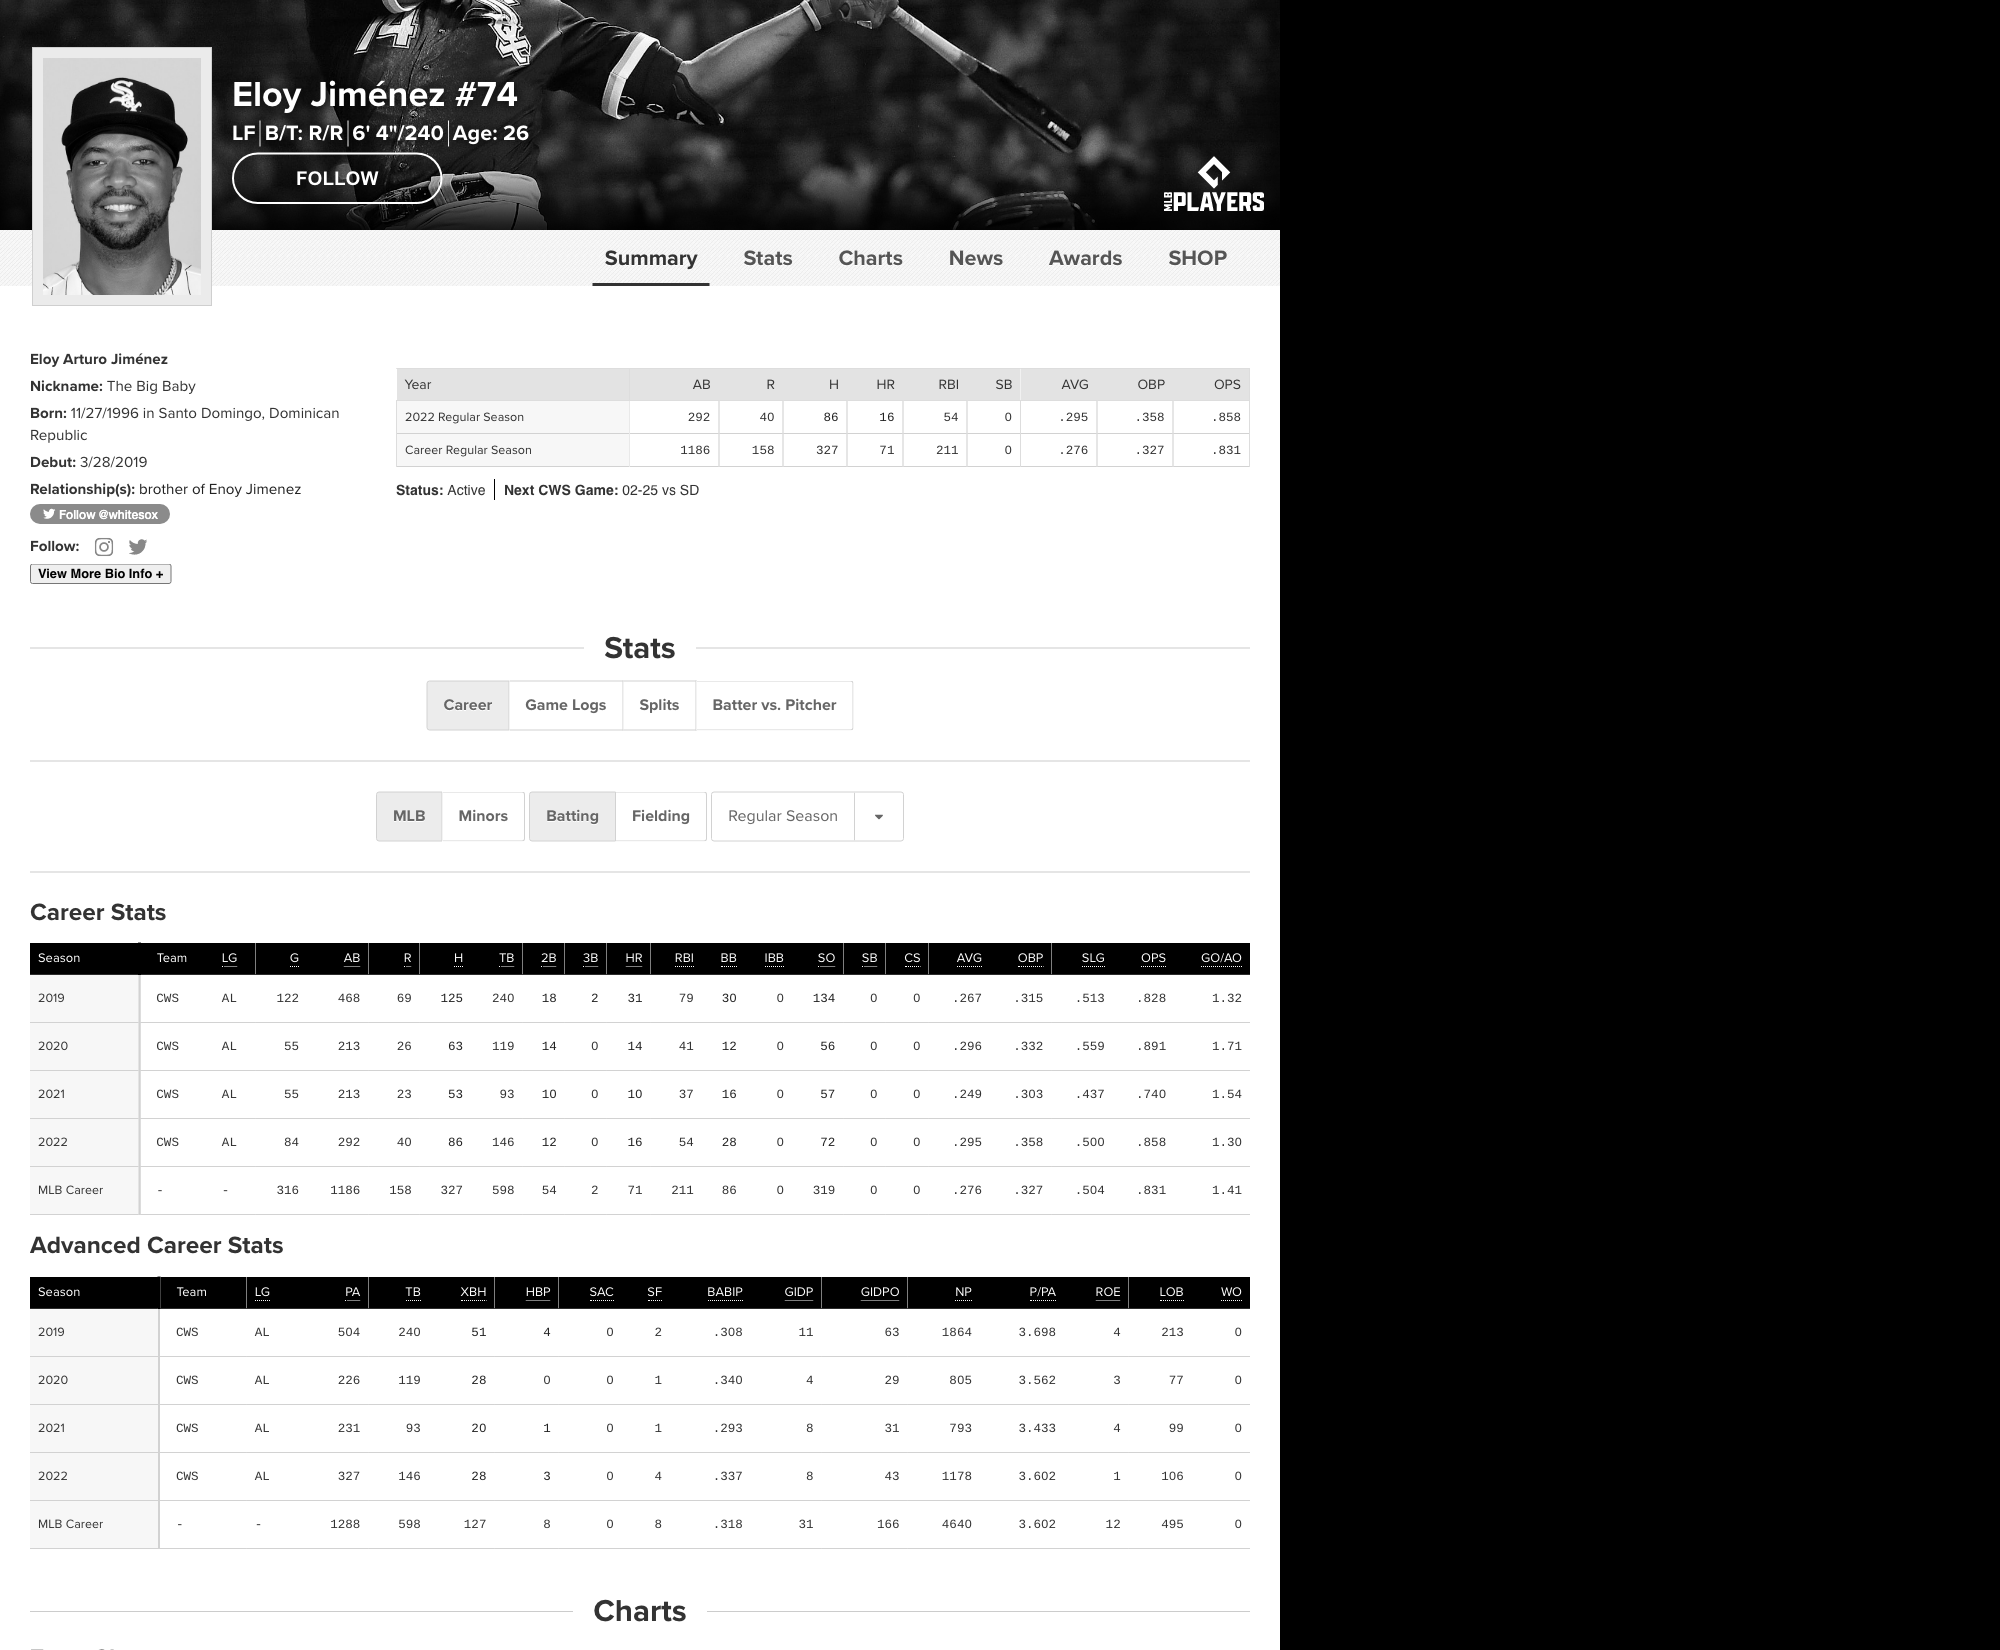 74 Sox
Eloy Jiménez #74
LF B/T: R/R 6' 4"/240 Age: 26
FOLLOW
MLB PLAYERS
Summary Stats Charts News Awards SHOP
Eloy Arturo Jiménez
Nickname: The Big Baby
Born: 11/27/1996 in Santo Domingo, Dominican
Republic
Debut: 3/28/2019
Relationship(s): brother of Enoy Jimenez
Follow @whitesox
Follow:
View More Bio Info +
Year AB R H HR RBI SB AVG OBP OPS
2022 Regular Season 292 40 86 16 54 0 .295 .358 .858
Career Regular Season 1186 158 327 71 211 0 .276 .327 .831
Status: Active Next CWS Game: 02-25 vs SD
Stats
Career Game Logs Splits Batter vs. Pitcher
MLB Minors Batting Fielding Regular Season
Career Stats
Season Team LG G AB R H TB 2B 3B HR RBI BB IBB SO SB CS AVG OBP SLG OPS GO/AO
2019 CWS AL 122 468 69 125 240 18 2 31 79 30 0 134 0 0 .267 .315 .513 .828 1.32
2020 CWS AL 55 213 26 63 119 14 0 14 41 12 0 56 0 0 .296 .332 .559 .891 1.71
2021 CWS AL 55 213 23 53 93 10 0 10 37 16 0 57 0 0 .249 .303 .437 .740 1.54
2022 CWS AL 84 292 40 86 146 12 0 16 54 28 0 72 0 0 .295 .358 .500 .858 1.30
MLB Career - - 316 1186 158 327 598 54 2 71 211 86 0 319 0 0 .276 .327 .504 .831 1.41
Advanced Career Stats
Season Team LG PA TB XBH HBP SAC SF BABIP GIDP GIDPO NP P/PA ROE LOB WO
2019 CWS AL 504 240 51 4 0 2 .308 11 63 1864 3.698 4 213 0
2020 CWS AL 226 119 28 0 0 1 .340 4 29 805 3.562 3 77 0
2021 CWS AL 231 93 20 1 0 1 .293 8 31 793 3.433 4 99 0
2022 CWS AL 327 146 28 3 0 4 .337 8 43 1178 3.602 1 106 0
MLB Career - - 1288 598 127 8 0 8 .318 31 166 4640 3.602 12 495 0
Charts